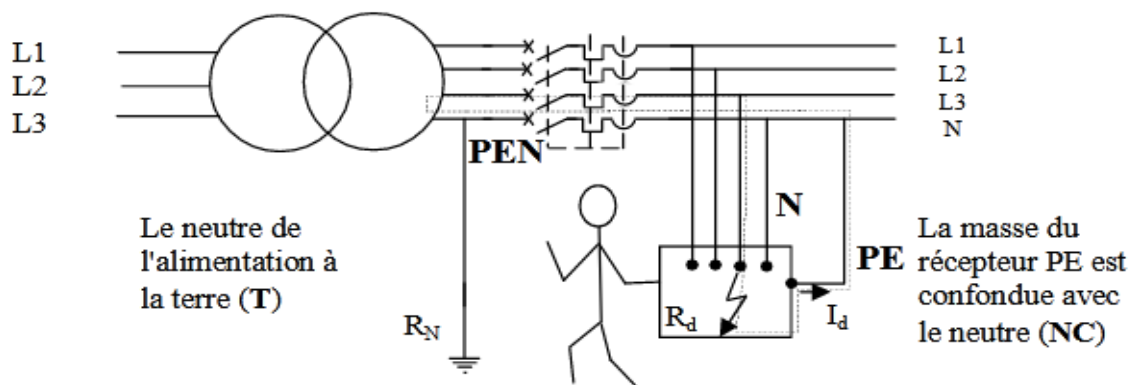 L1
L2
L3
L1
L2
L3
N
PEN
N
PE
Le neutre de
l'alimentation à
la terre (T)
R_N
R_d
I_d
La masse du
récepteur PE est
confondue avec
le neutre (NC)